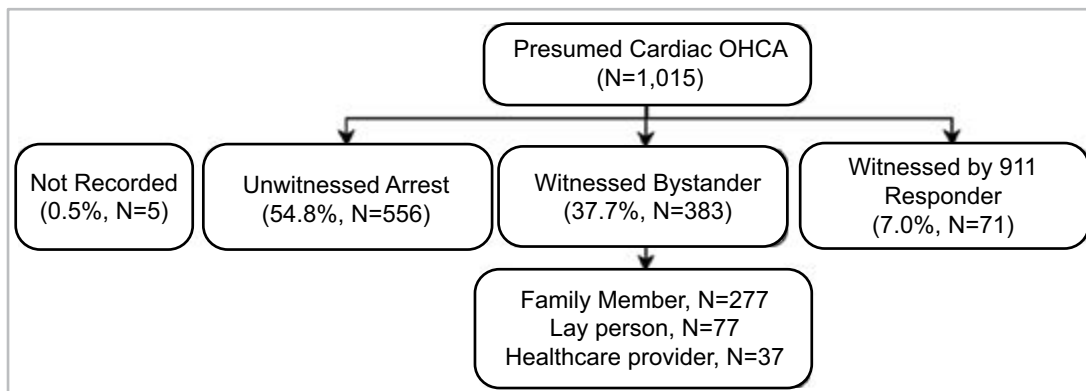 Presumed Cardiac OHCA
(N=1,015)
Not Recorded
(0.5%, N=5)
Unwitnessed Arrest
(54.8%, N=556)
Witnessed Bystander
(37.7%, N=383)
Witnessed by 911
Responder
(7.0%, N=71)
Family Member, N=277
Lay person, N=77
Healthcare provider, N=37